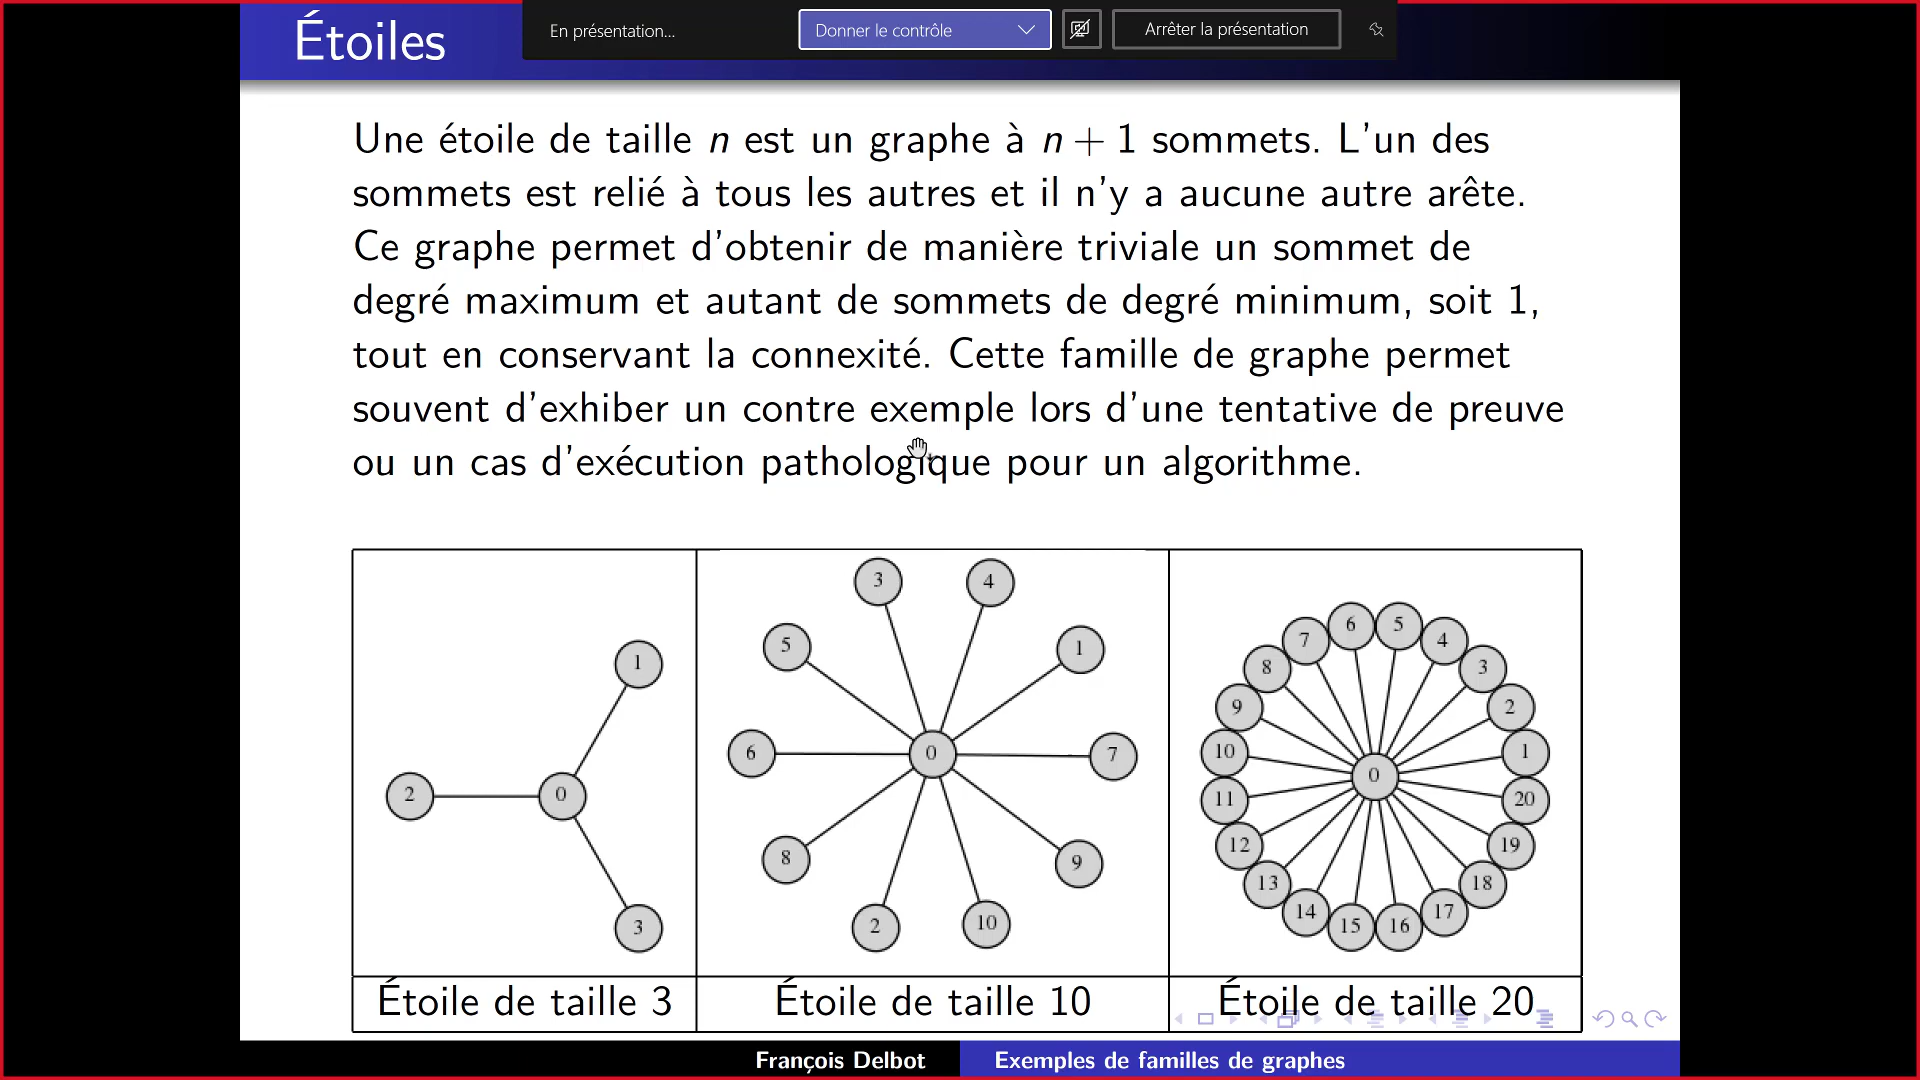 Étoiles
En présentation...
Donner le contrôle
Arrêter la présentation
Une étoile de taille n est un graphe à n + 1 sommets. L'un des
sommets est relié à tous les autres et il n'y a aucune autre arête.
Ce graphe permet d'obtenir de manière triviale un sommet de
degré maximum et autant de sommets de degré minimum, soit 1,
tout en conservant la connexité. Cette famille de graphe permet
souvent d'exhiber un contre exemple lors d'une tentative de preuve
ou un cas d'exécution pathologique pour un algorithme.
1
2
0
3
3
4
5
1
6
0
7
8
9
2
10
6
5
7
4
8
3
9
2
10
1
0
11
20
12
19
13
18
14
17
15
16
Étoile de taille 3
Étoile de taille 10
Étoile de taille 20
François Delbot
Exemples de familles de graphes